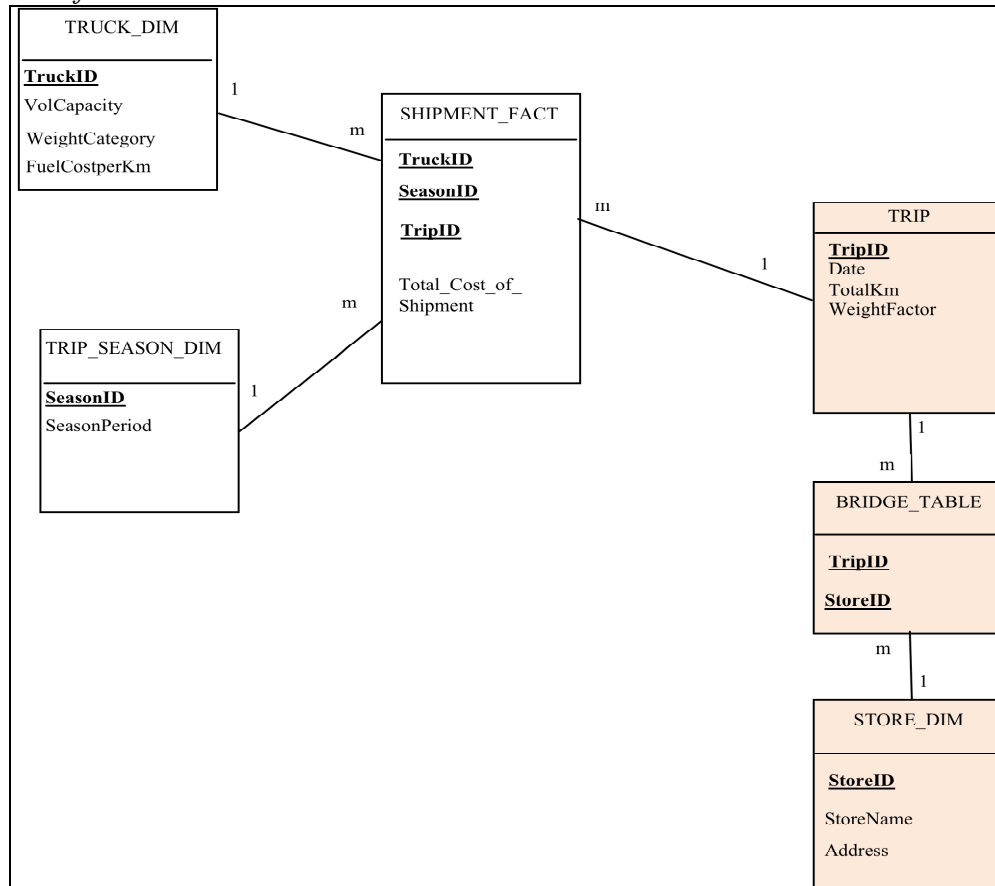 TRUCK_DIM
TruckID
VolCapacity
WeightCategory
FuelCostperKm
1
m
SHIPMENT_FACT
TruckID
SeasonID
TripID
Total_Cost_of_
Shipment
m
1
TRIP
TripID
Date
TotalKm
WeightFactor
m
1
TRIP_SEASON_DIM
SeasonID
SeasonPeriod
1
m
BRIDGE_TABLE
TripID
StoreID
m
1
STORE_DIM
StoreID
StoreName
Address